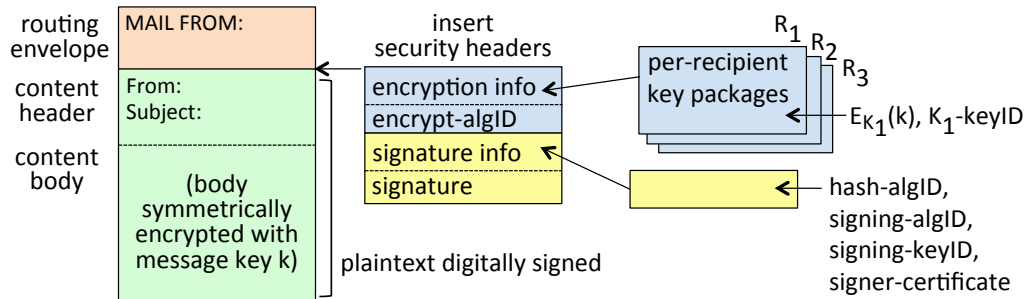 routing
envelope
MAIL FROM:
content
header
From:
Subject:
content
body
(body
symmetrically
encrypted with
message key k)
plaintext digitally signed
insert
security headers
encryption info
encrypt-algID
signature info
signature
R1
R2
R3
per-recipient
key packages
EK1(k), K1-keyID
hash-algID,
signing-algID,
signing-keyID,
signer-certificate